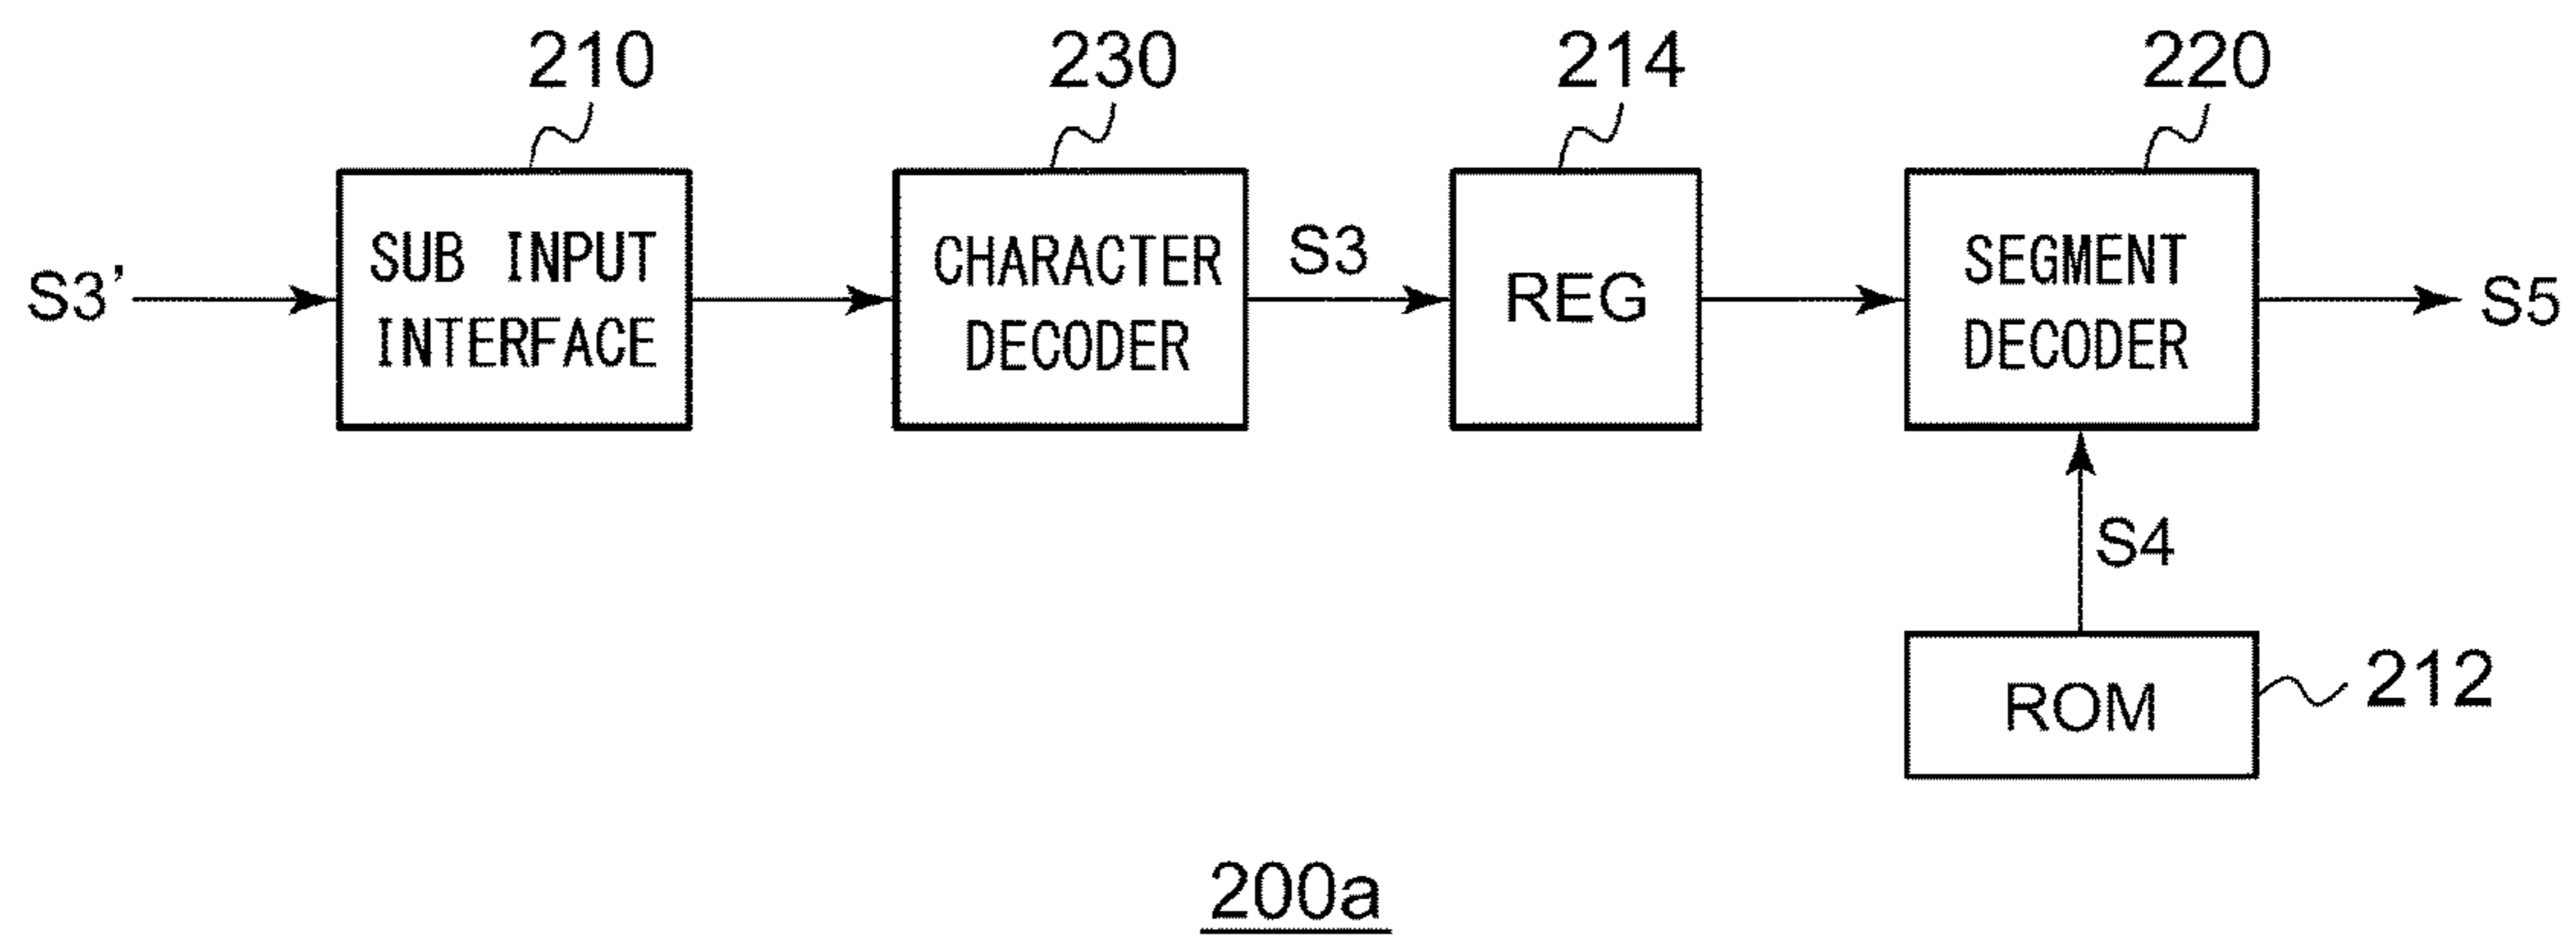 210
230
214
220
S3'
SUB INPUT
INTERFACE
CHARACTER
DECODER
S3
REG
SEGMENT
DECODER
S5
S4
ROM
212
200a